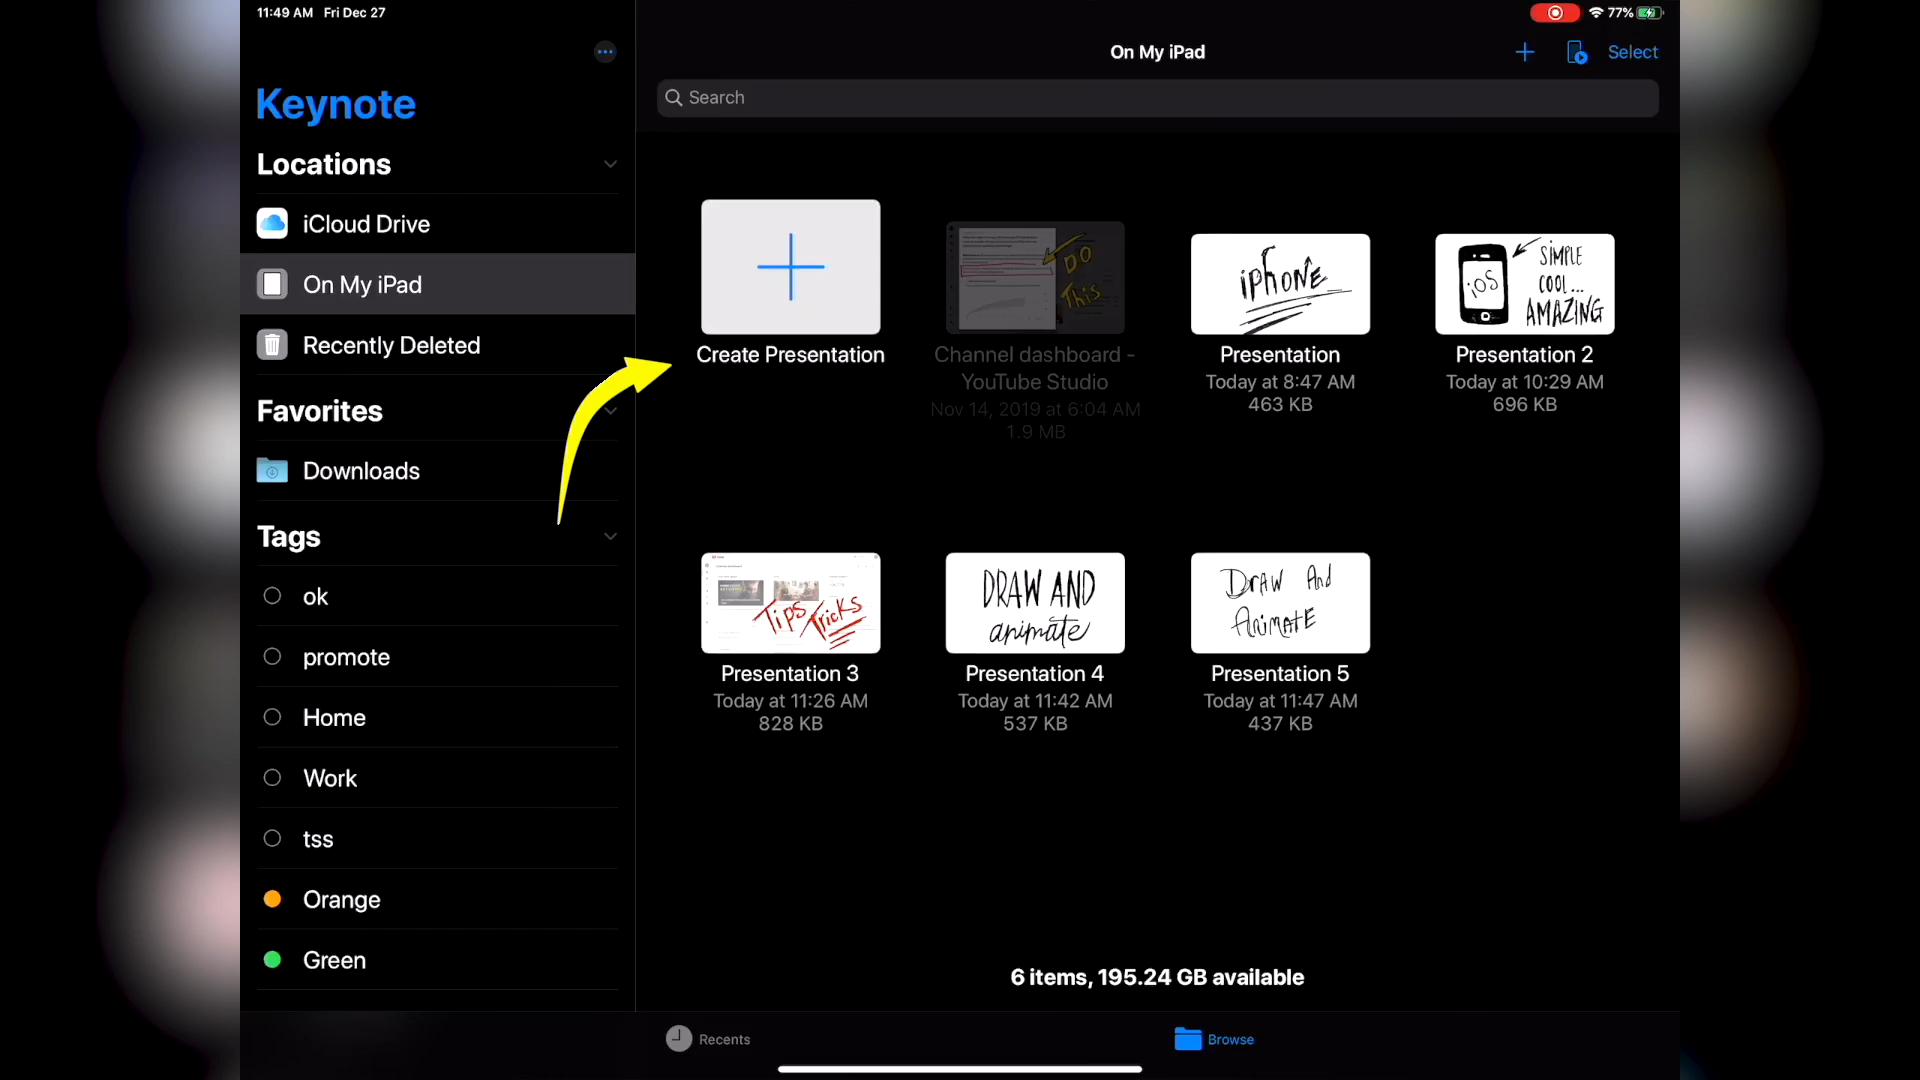 11:49 AM Fri Dec 27
77%
Keynote
On My iPad
Select
Search
Locations
iCloud Drive
On My iPad
Recently Deleted
Favorites
Downloads
Tags
ok
promote
Home
Work
tss
Orange
Green
Create Presentation
DO
This
Channel dashboard -
YouTube Studio
Nov 14, 2019 at 6:04 AM
1.9 MB
iphone
Presentation
Today at 8:47 AM
463 KB
iOS
SIMPLE
COOL...
AMAZING
Presentation 2
Today at 10:29 AM
696 KB
Tips
Tricks
Presentation 3
Today at 11:26 AM
828 KB
DRAW AND
animate
Presentation 4
Today at 11:42 AM
537 KB
DRAW And
ANIMATE
Presentation 5
Today at 11:47 AM
437 KB
6 items, 195.24 GB available
Recents
Browse